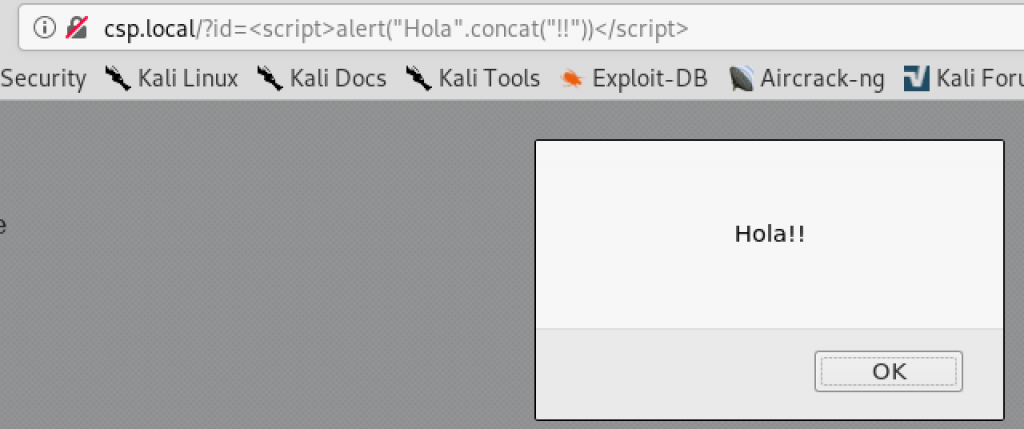 csp.local/?id=<script>alert("Hola".concat("!!"))</script>
Security Kali Linux Kali Docs Kali Tools Exploit-DB Aircrack-ng Kali Foru
e
Hola!!
OK